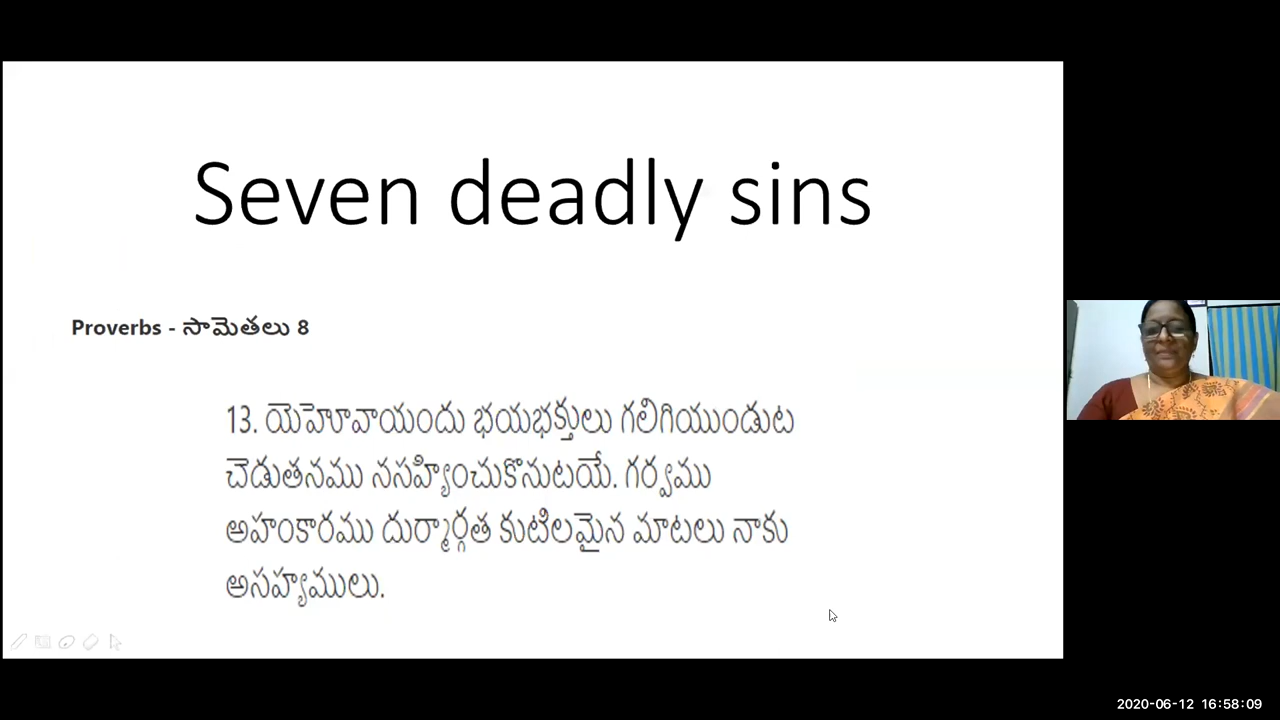 Seven deadly sins
Proverbs - సామెతలు 8
13. యెహోవాయందు భయభక్తులు గలిగియుండుట
చెడుతనము నసహ్యించుకొనుటయే. గర్వము
అహంకారము దుర్మార్గత కుటిలమైన మాటలు నాకు
అసహ్యములు.
2020-06-12 16:58:09